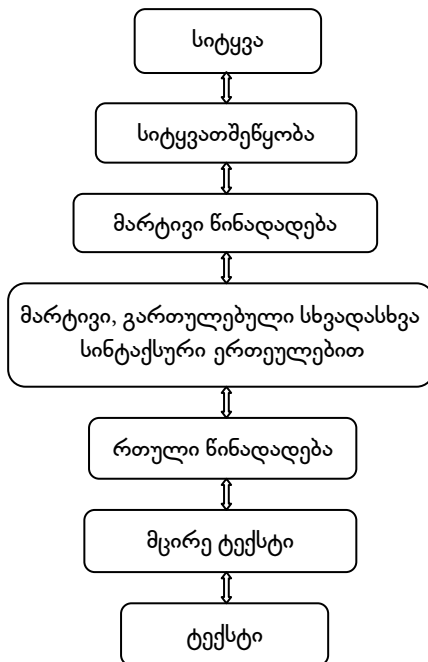 სიტყვა
სიტყვათშეწყობა
მარტივი წინადადება
მარტივი, გართულებული სხვადასხვა
სინტაქსური ერთეულებით
რთული წინადადება
მცირე ტექსტი
ტექსტი